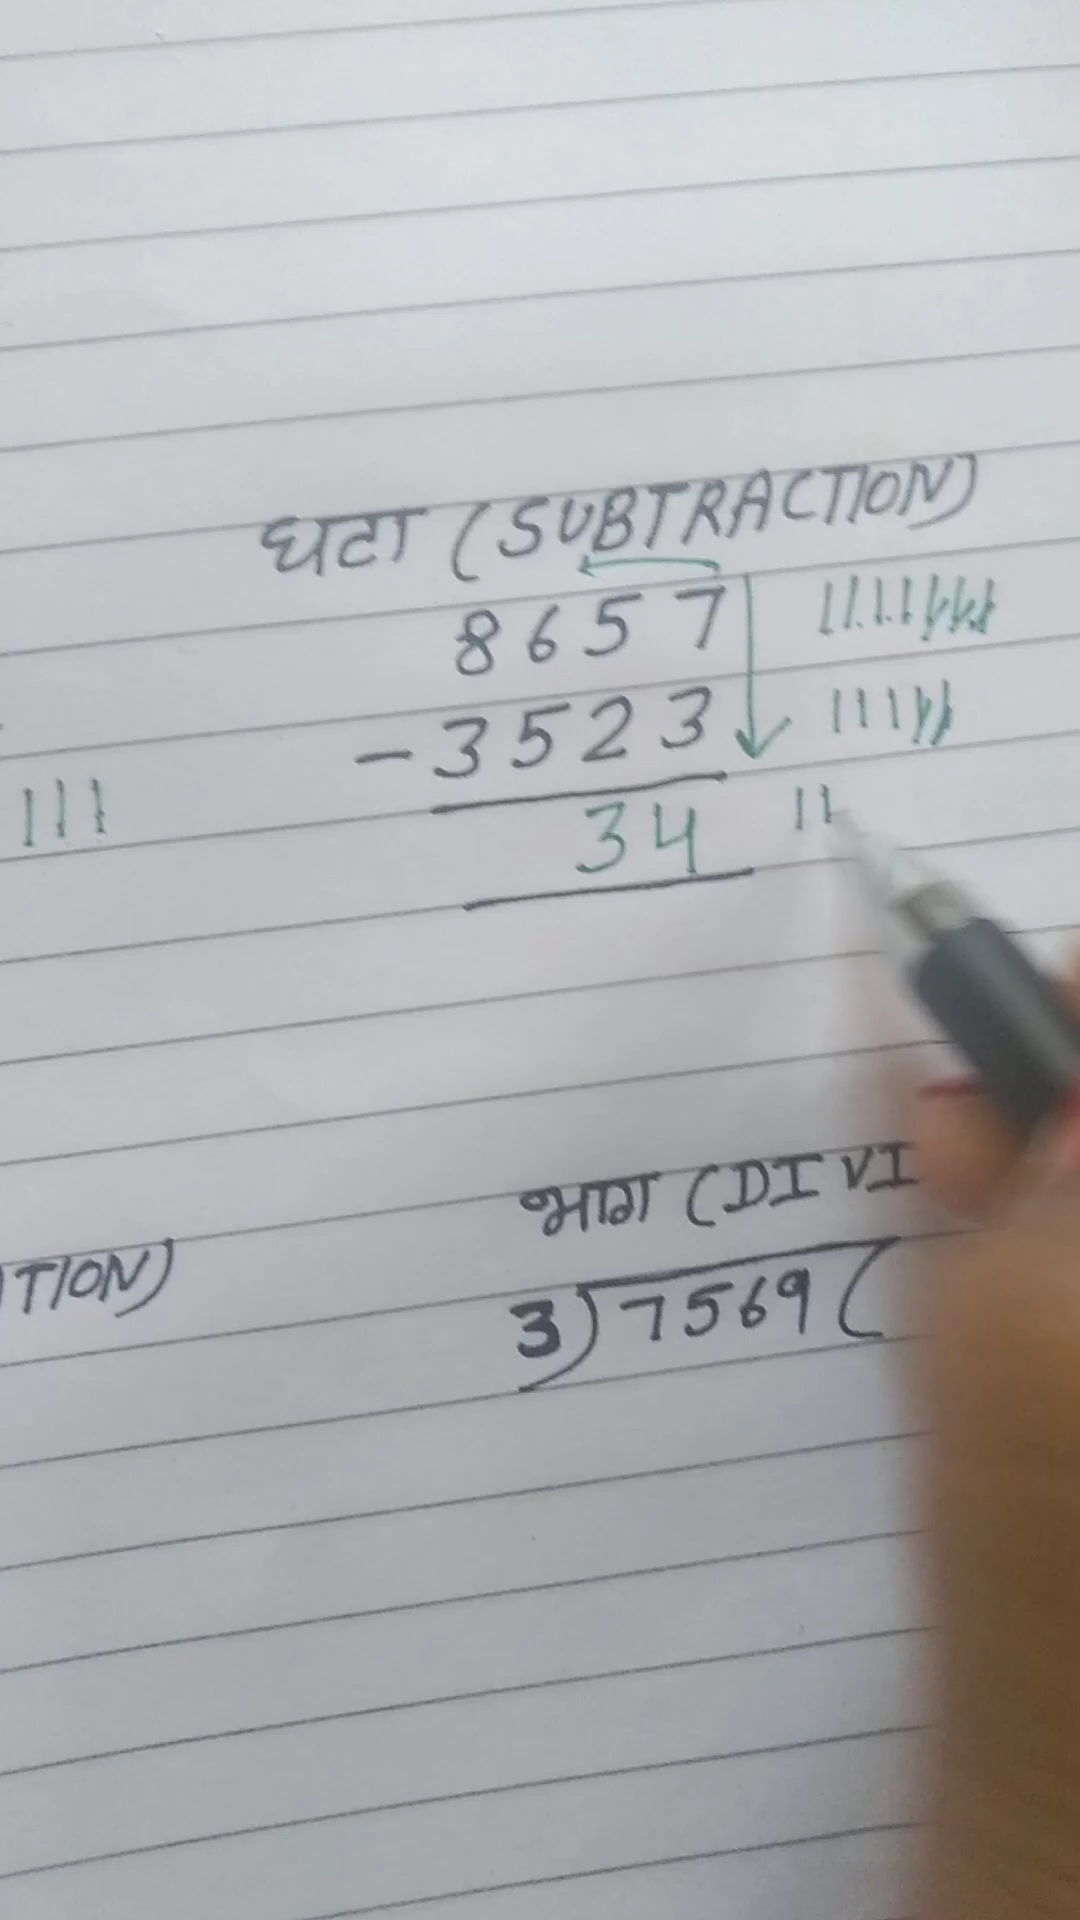 घटा (SUBTRACTION)
8657
-3523
34
भाग (DIVI
TION)
3)7569(